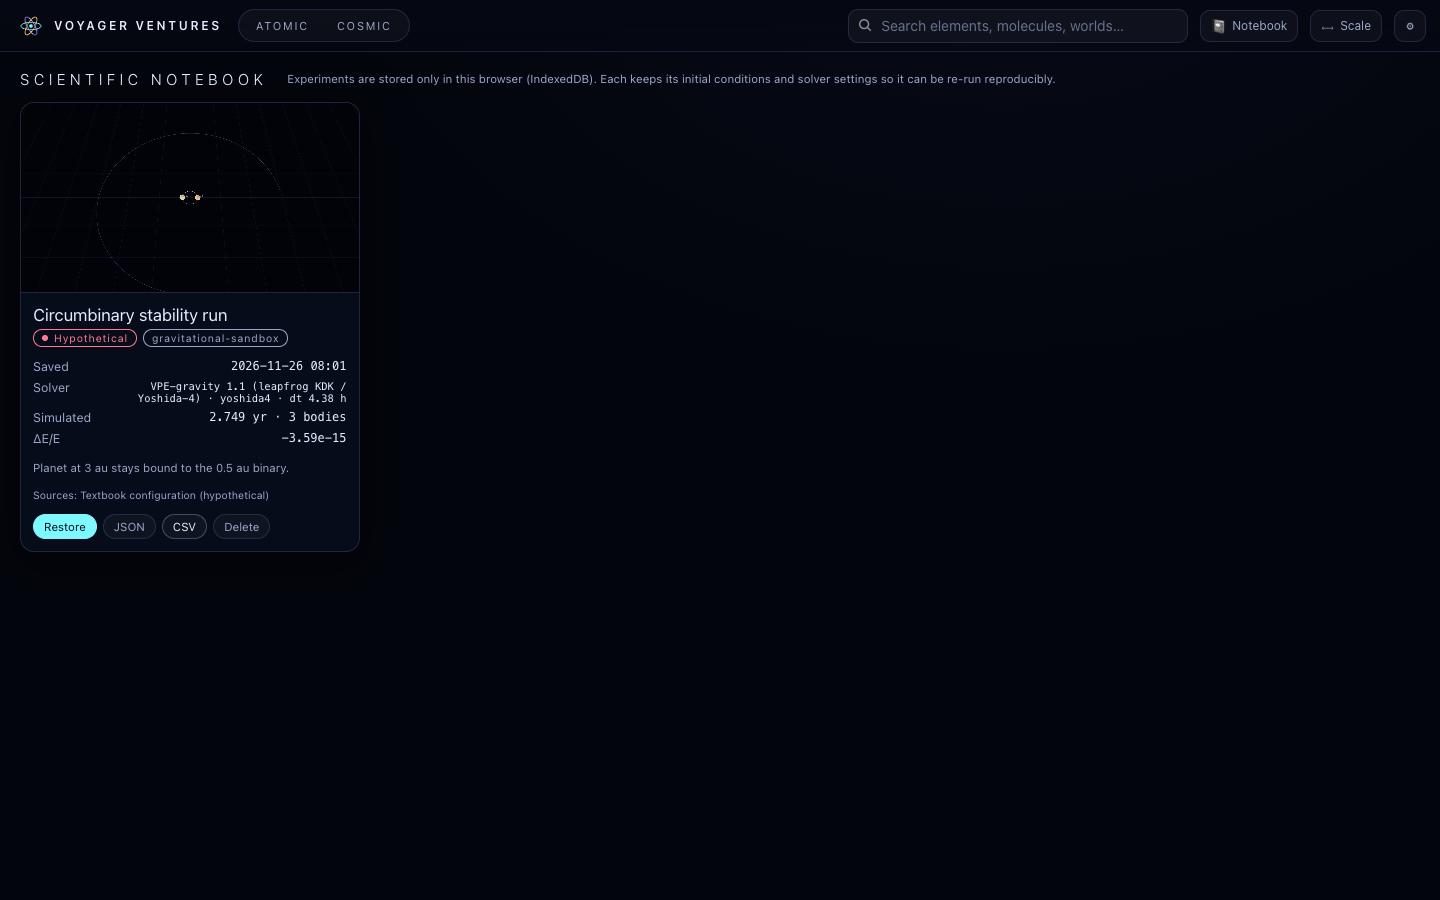 VOYAGER VENTURES
ATOMIC COSMIC
Search elements, molecules, worlds...
Notebook
Scale
SCIENTIFIC NOTEBOOK
Experiments are stored only in this browser (IndexedDB). Each keeps its initial conditions and solver settings so it can be re-run reproducibly.
Circumbinary stability run
Hypothetical gravitational-sandbox
Saved 2026-11-26 08:01
Solver VPE-gravity 1.1 (leapfrog KDK /
Yoshida-4) · yoshida4 · dt 4.38 h
Simulated 2.749 yr · 3 bodies
ΔE/E -3.59e-15
Planet at 3 au stays bound to the 0.5 au binary.
Sources: Textbook configuration (hypothetical)
Restore JSON CSV Delete